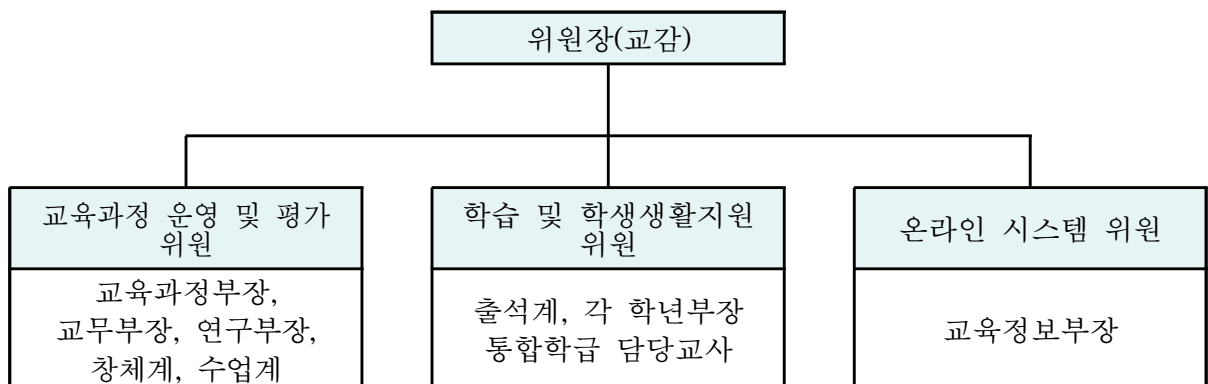 위원장(교감)
교육과정 운영 및 평가
위원
교육과정부장,
교무부장, 연구부장,
창체계, 수업계
학습 및 학생생활지원
위원
출석계, 각 학년부장
통합학급 담당교사
온라인 시스템 위원
교육정보부장